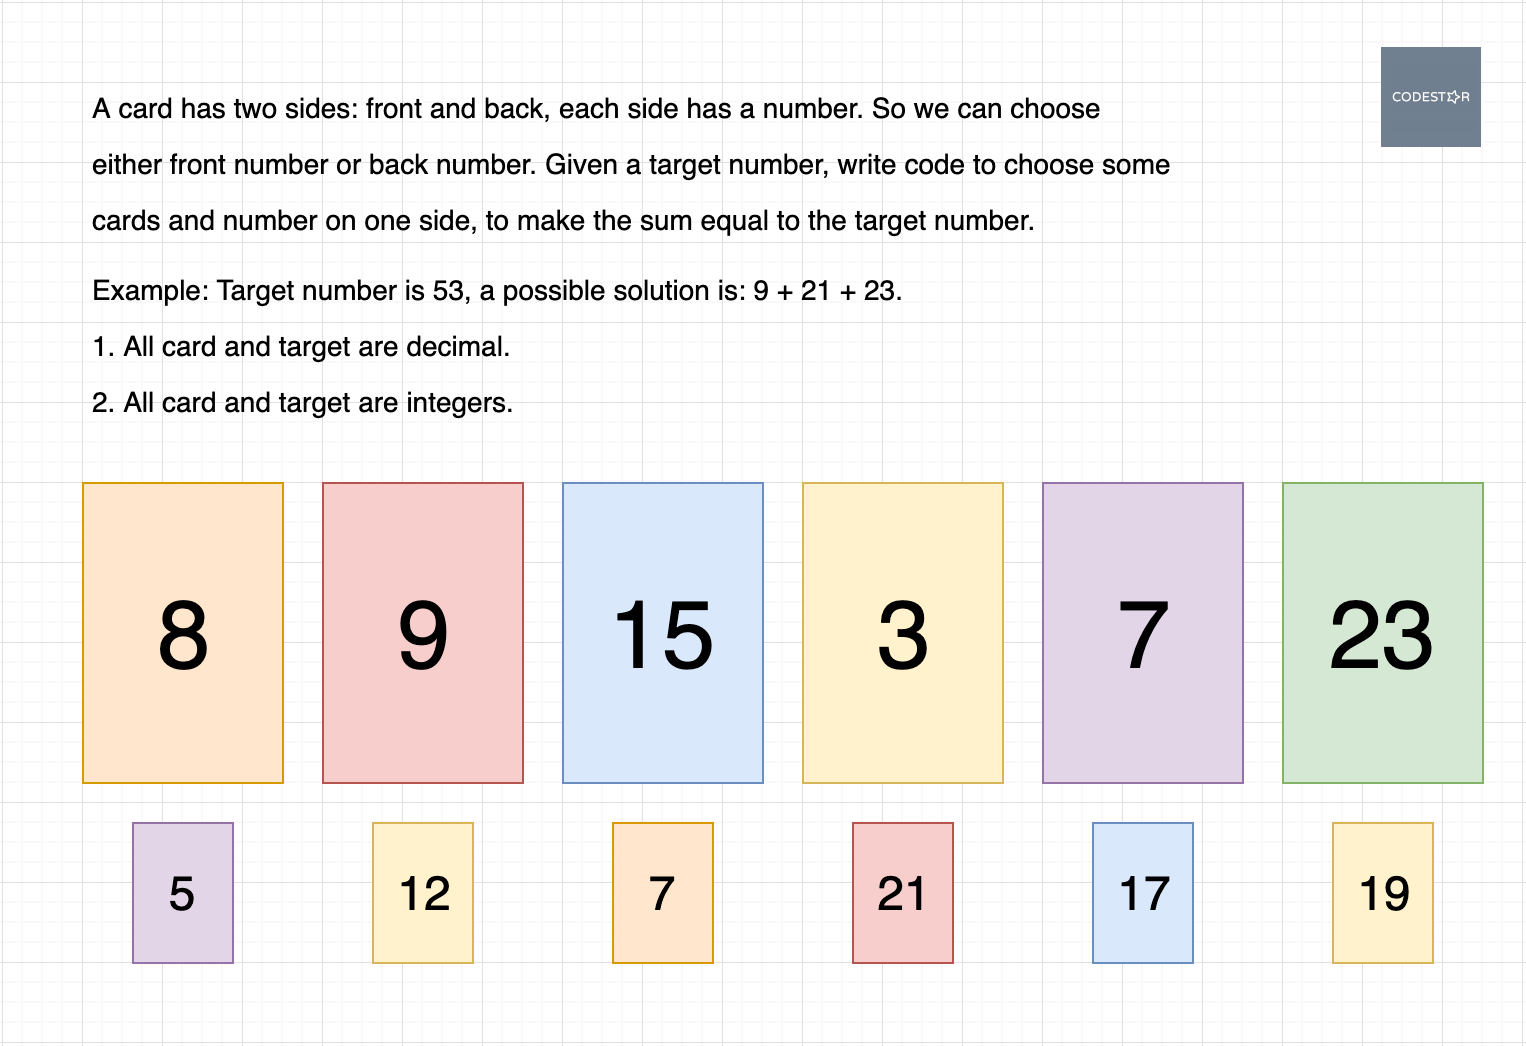 CODEST☆R
A card has two sides: front and back, each side has a number. So we can choose
either front number or back number. Given a target number, write code to choose some
cards and number on one side, to make the sum equal to the target number.
Example: Target number is 53, a possible solution is: 9 + 21 + 23.
1. All card and target are decimal.
2. All card and target are integers.
8 9 15 3 7 23
5 12 7 21 17 19